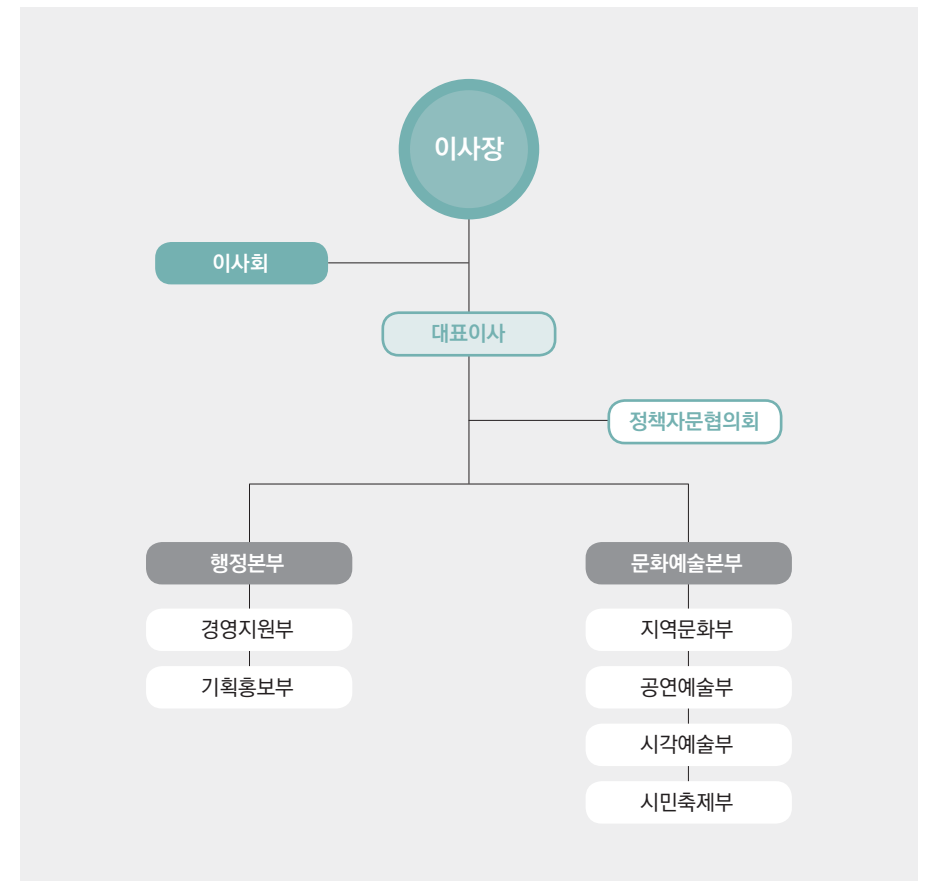 이사장
이사회
대표이사
정책자문협의회
행정본부
경영지원부
기획홍보부
문화예술본부
지역문화부
공연예술부
시각예술부
시민축제부